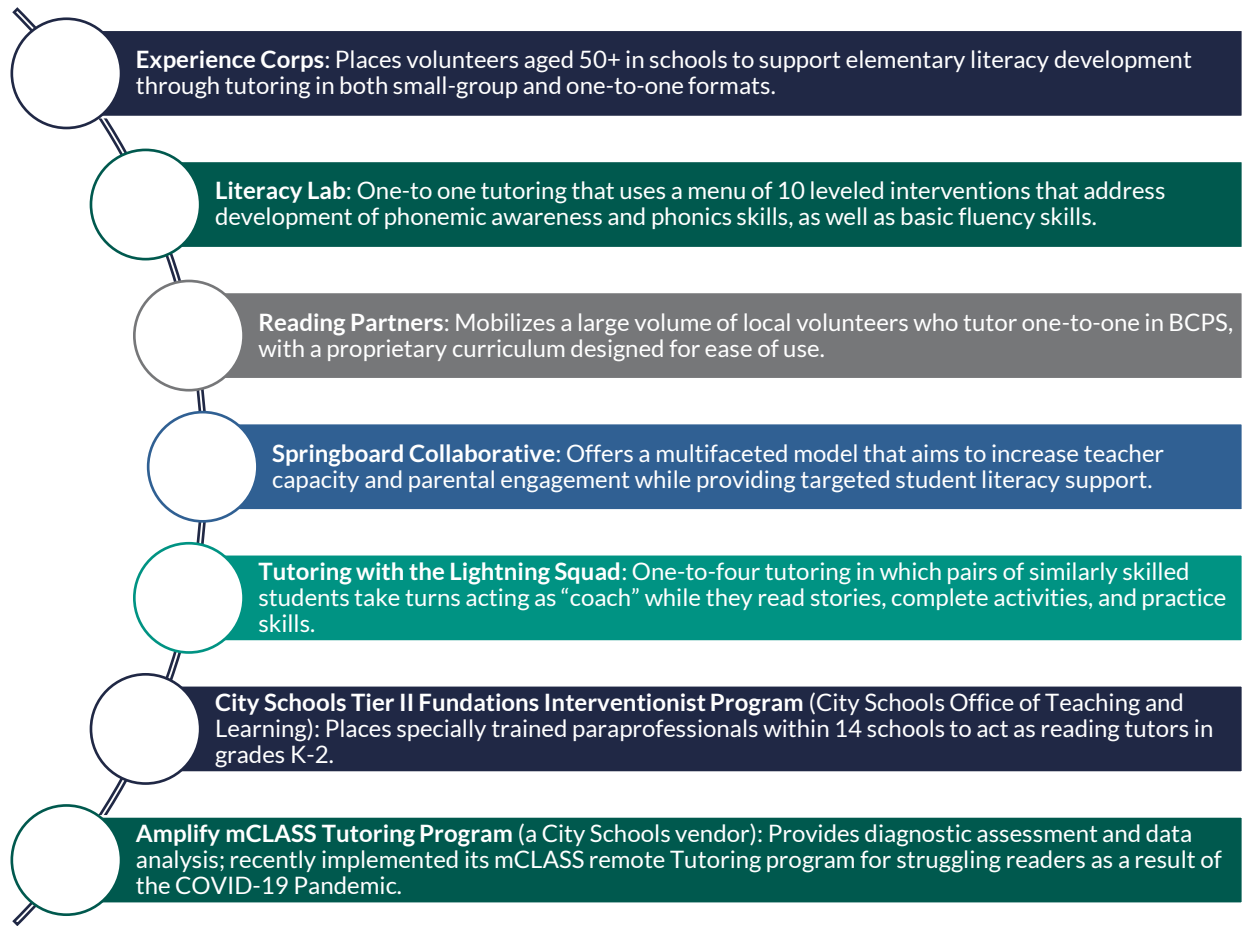 Experience Corps: Places volunteers aged 50+ in schools to support elementary literacy development
through tutoring in both small-group and one-to-one formats.
Literacy Lab: One-to one tutoring that uses a menu of 10 leveled interventions that address
development of phonemic awareness and phonics skills, as well as basic fluency skills.
Reading Partners: Mobilizes a large volume of local volunteers who tutor one-to-one in BCPS,
with a proprietary curriculum designed for ease of use.
Springboard Collaborative: Offers a multifaceted model that aims to increase teacher
capacity and parental engagement while providing targeted student literacy support.
Tutoring with the Lightning Squad: One-to-four tutoring in which pairs of similarly skilled
students take turns acting as “coach” while they read stories, complete activities, and practice
skills.
City Schools Tier II Fundations Interventionist Program (City Schools Office of Teaching and
Learning): Places specially trained paraprofessionals within 14 schools to act as reading tutors in
grades K-2.
Amplify mCLASS Tutoring Program (a City Schools vendor): Provides diagnostic assessment and data
analysis; recently implemented its mCLASS remote Tutoring program for struggling readers as a result of
the COVID-19 Pandemic.